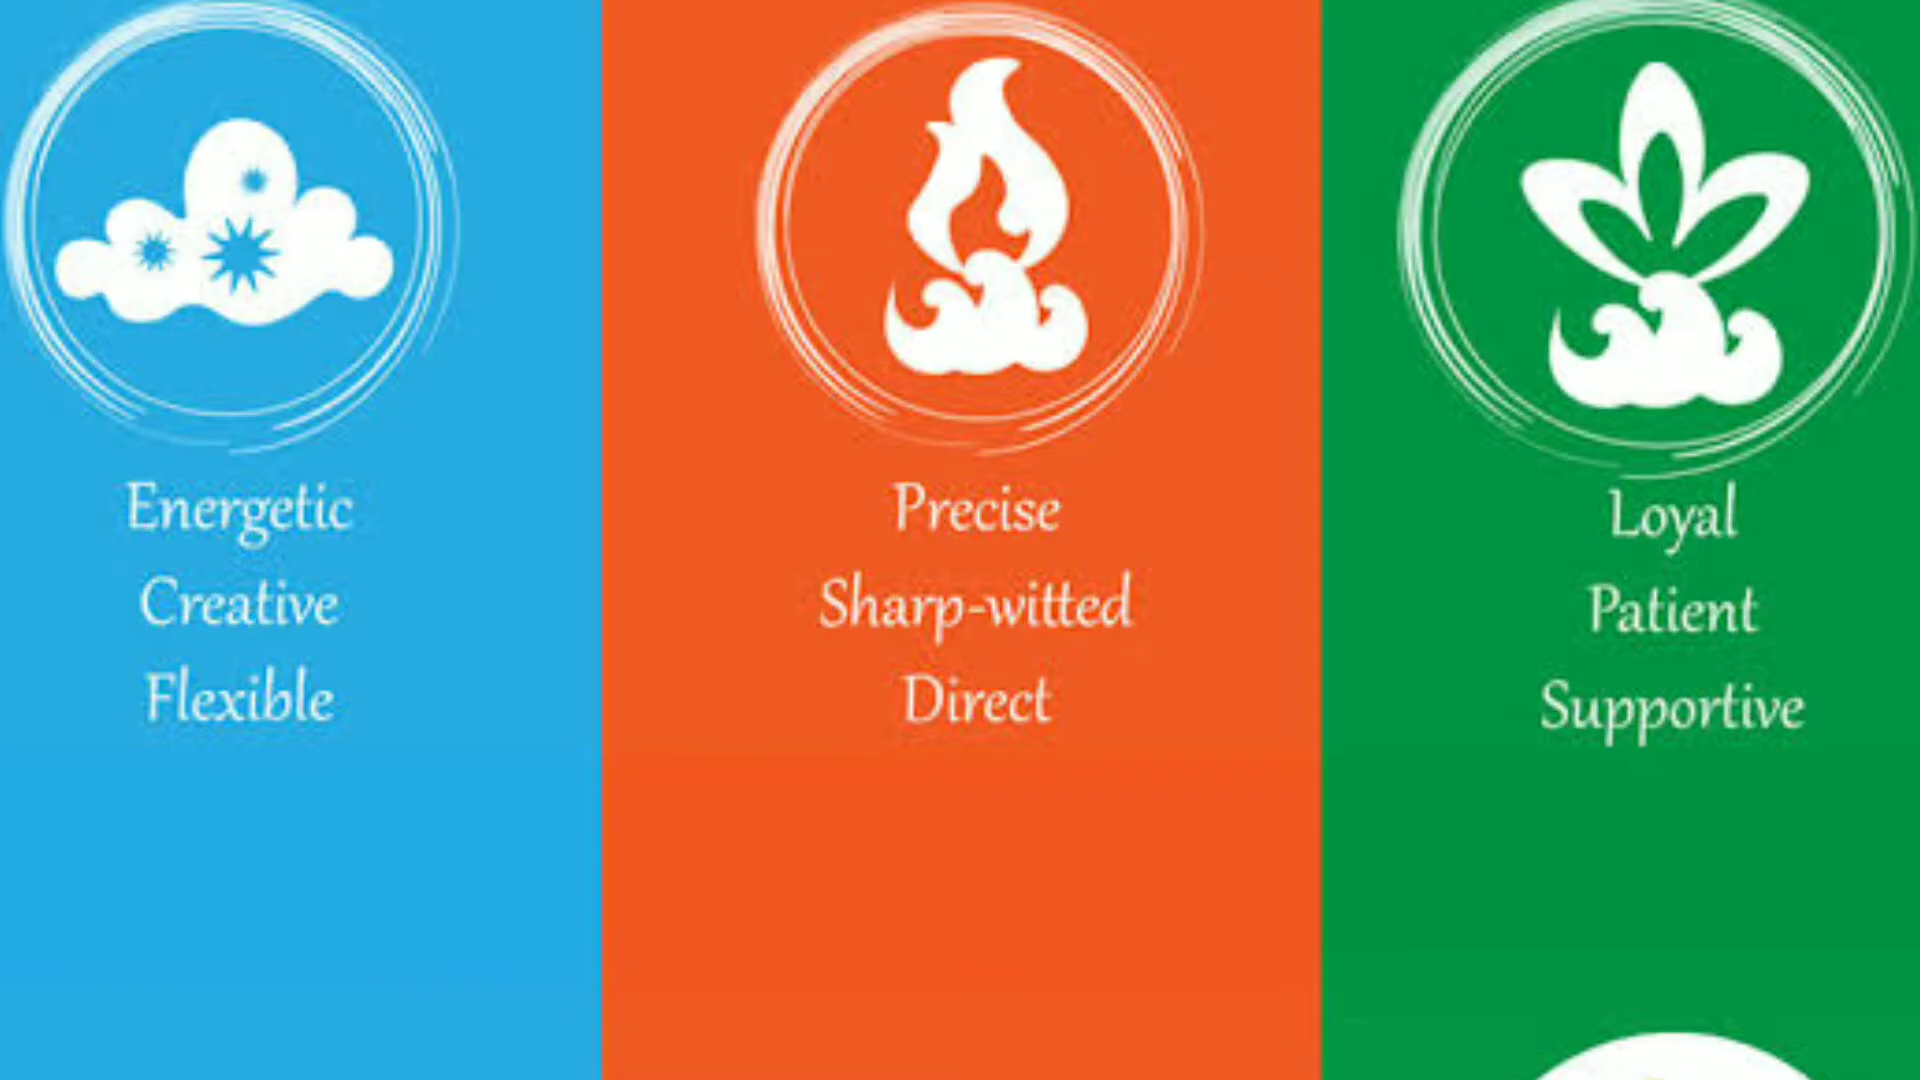 Energetic
Creative
Flexible
Precise
Sharp-witted
Direct
Loyal
Patient
Supportive